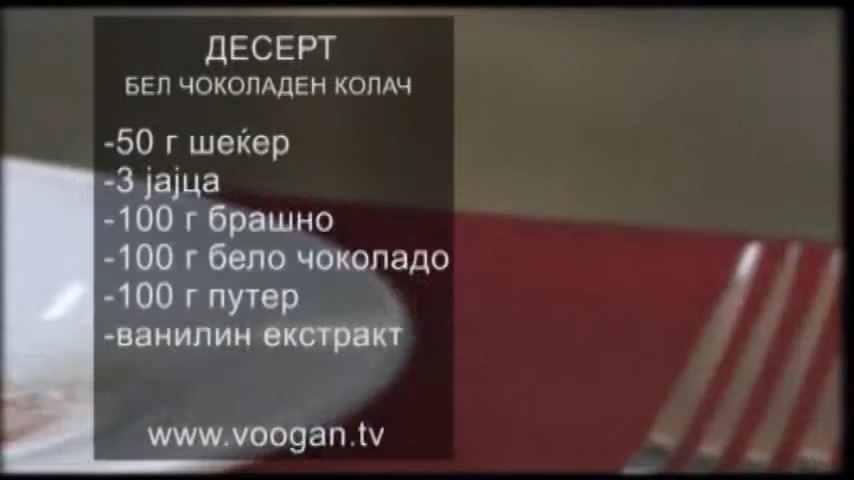 ДЕСЕРТ
БЕЛ ЧОКОЛАДЕН КОЛАЧ
-50 г шеќер
-3 јајца
-100 г брашно
-100 г бело чоколадо
-100 г путер
-ванилин екстракт
www.voogan.tv